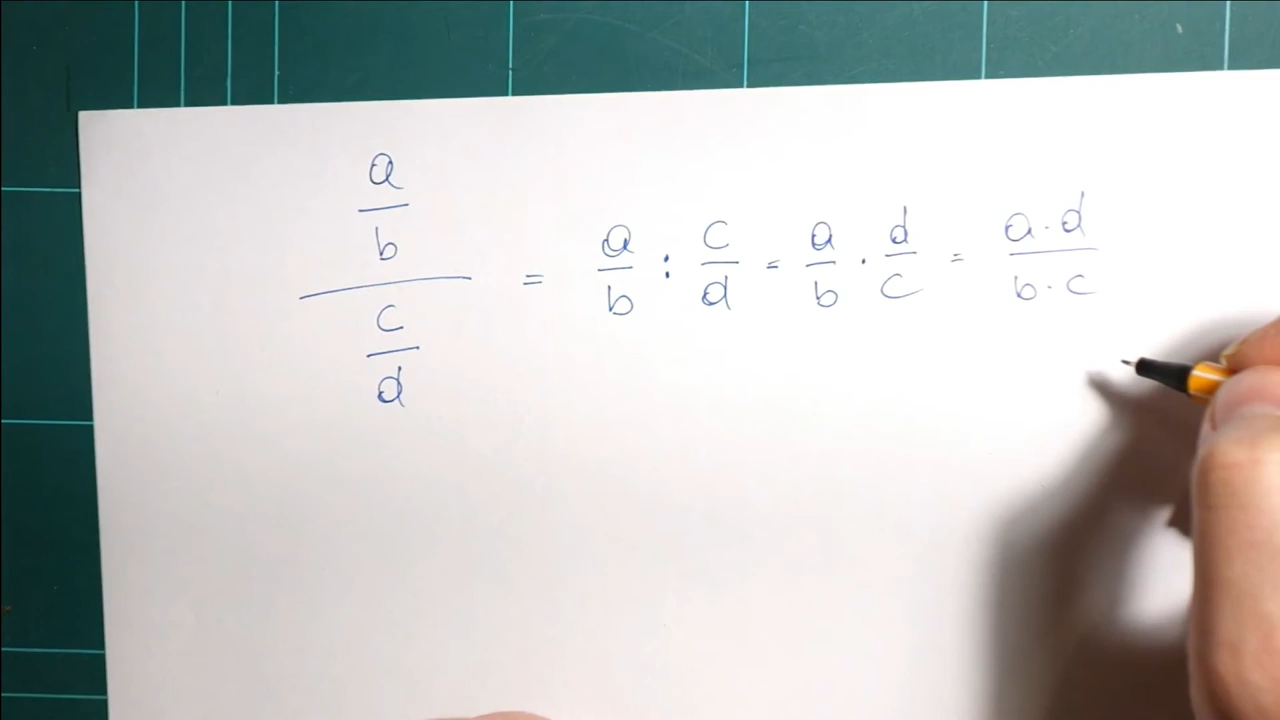 a/b / c/d = a/b : c/d = a/b · d/c = a·d / b·c